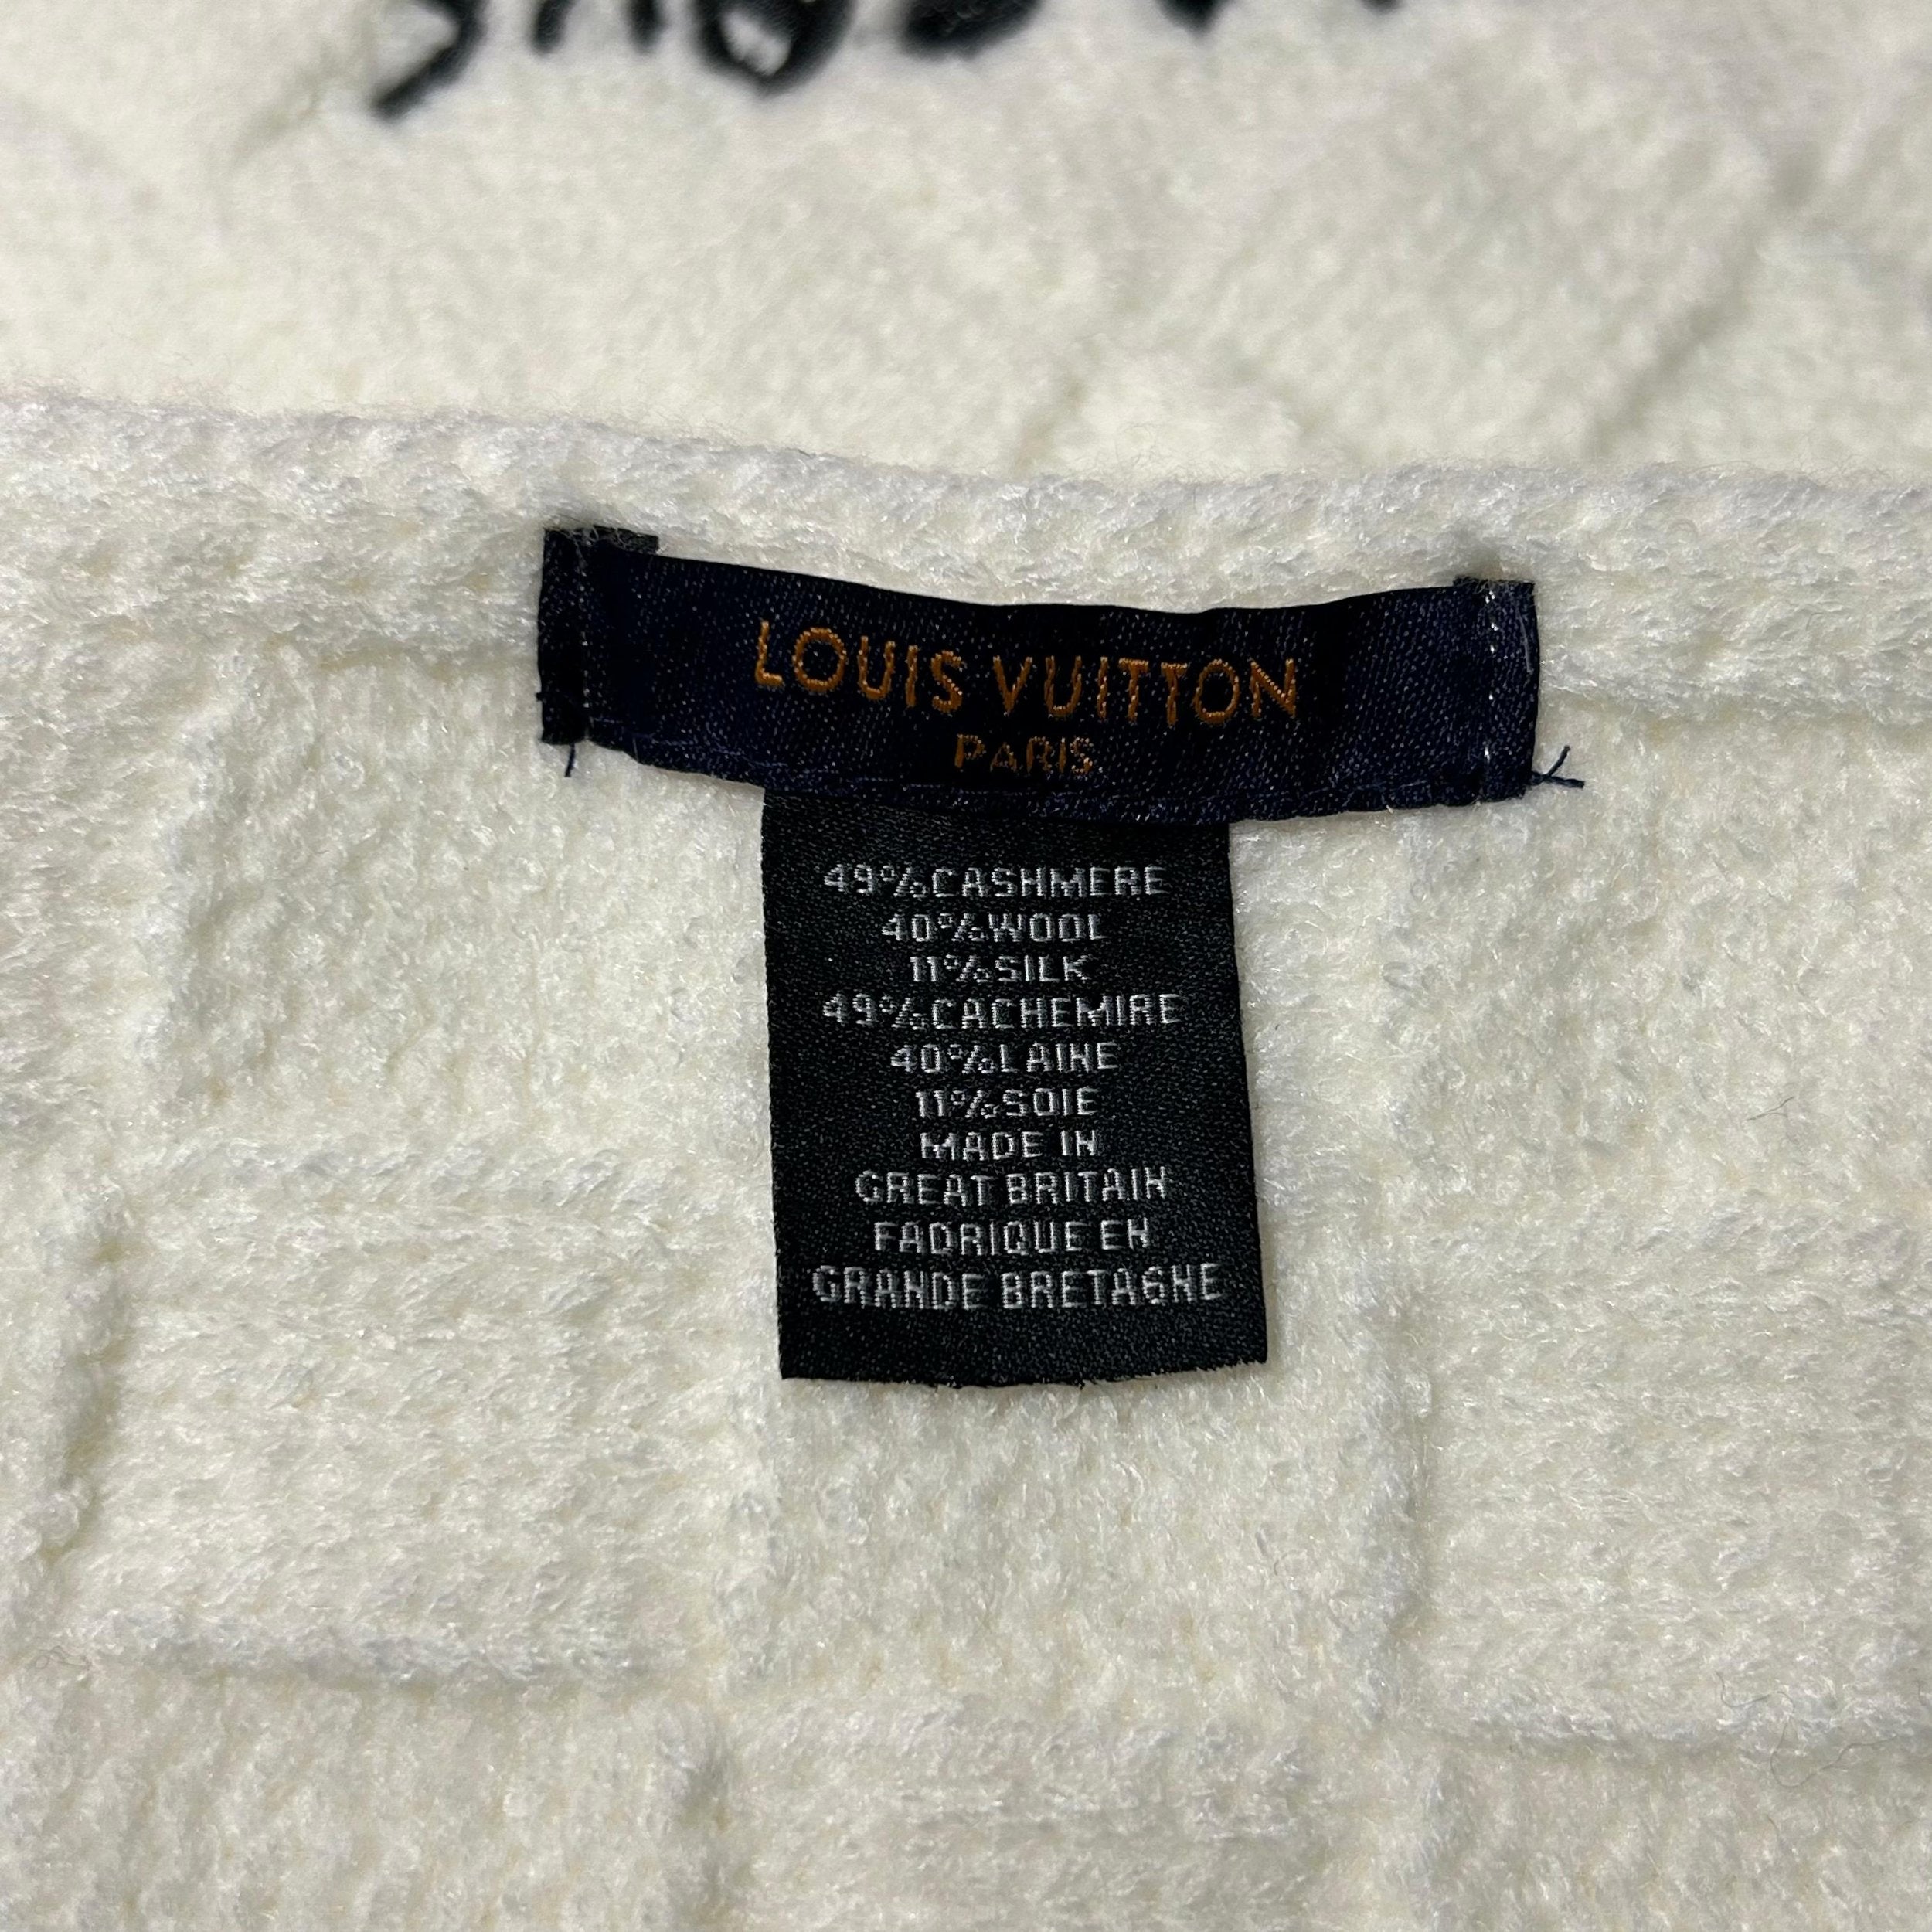 LOUIS VUITTON
PARIS
49%CASHMERE
40%WOOL
11%SILK
49%CACHEMIRE
40%LAINE
11%SOIE
MADE IN
GREAT BRITAIN
FADRIQUE EN
GRANDE BRETAGNE